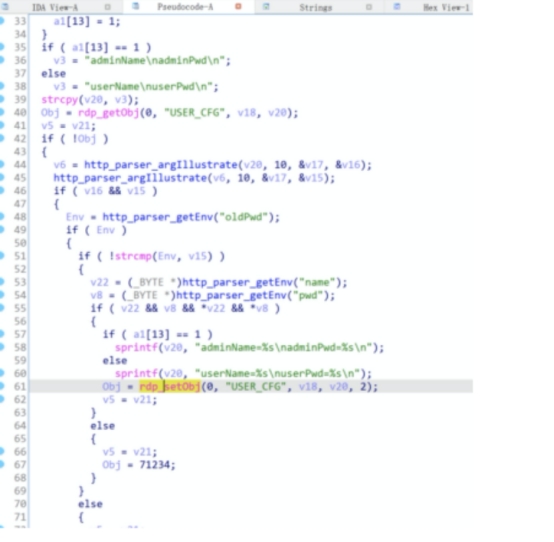 IDA View-A Pseudocode-A Strings Hex View-1
33 a1[13] = 1;
34 }
35 if ( a1[13] == 1 )
36 v3 = "adminName\nadminPwd\n";
37 else
38 v3 = "userName\nuserPwd\n";
39 strcpy(v20, v3);
40 Obj = rdp_getObj(0, "USER_CFG", v18, v20);
41 v5 = v21;
42 if ( !Obj )
43 {
44 v6 = http_parser_argIllustrate(v20, 10, &v17, &v16);
45 http_parser_argIllustrate(v6, 10, &v17, &v15);
46 if ( v16 && v15 )
47 {
48 Env = http_parser_getEnv("oldPwd");
49 if ( Env )
50 {
51 if ( !strcmp(Env, v15) )
52 {
53 v22 = (_BYTE *)http_parser_getEnv("name");
54 v8 = (_BYTE *)http_parser_getEnv("pwd");
55 if ( v22 && v8 && *v22 && *v8 )
56 {
57 if ( a1[13] == 1 )
58 sprintf(v20, "adminName=%s\nadminPwd=%s\n");
59 else
60 sprintf(v20, "userName=%s\nuserPwd=%s\n");
61 Obj = rdp_setObj(0, "USER_CFG", v18, v20, 2);
62 v5 = v21;
63 }
64 else
65 {
66 v5 = v21;
67 Obj = 71234;
68 }
69 }
70 else
71 {